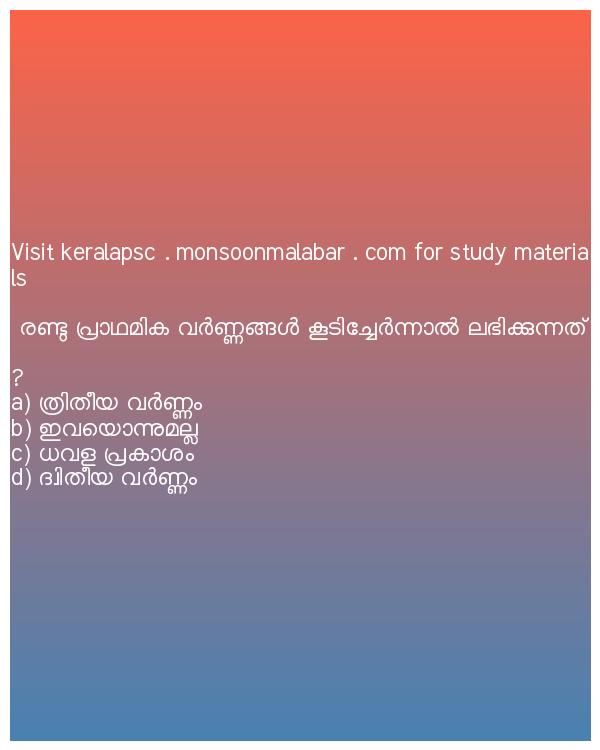 Visit keralapsc . monsoonmalabar . com for study materia
ls
രണ്ടു പ്രാഥമിക വർണ്ണങ്ങൾ കൂടിച്ചേർന്നാൽ ലഭിക്കുന്നത്
?
a) ത്രിതീയ വർണ്ണം
b) ഇവയൊന്നുമല്ല
c) ധവള പ്രകാശം
d) ദ്വിതീയ വർണ്ണം